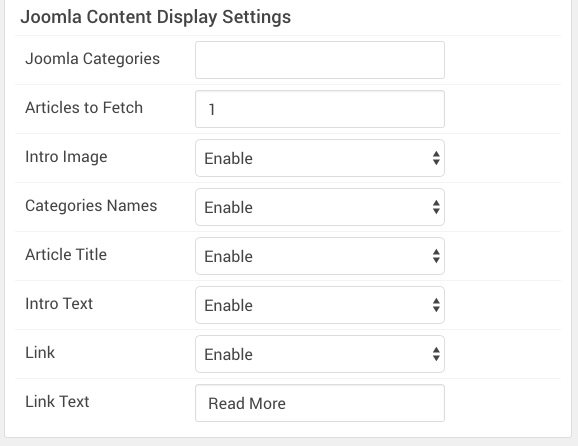 Joomla Content Display Settings
Joomla Categories
Articles to Fetch 1
Intro Image Enable
Categories Names Enable
Article Title Enable
Intro Text Enable
Link Enable
Link Text Read More